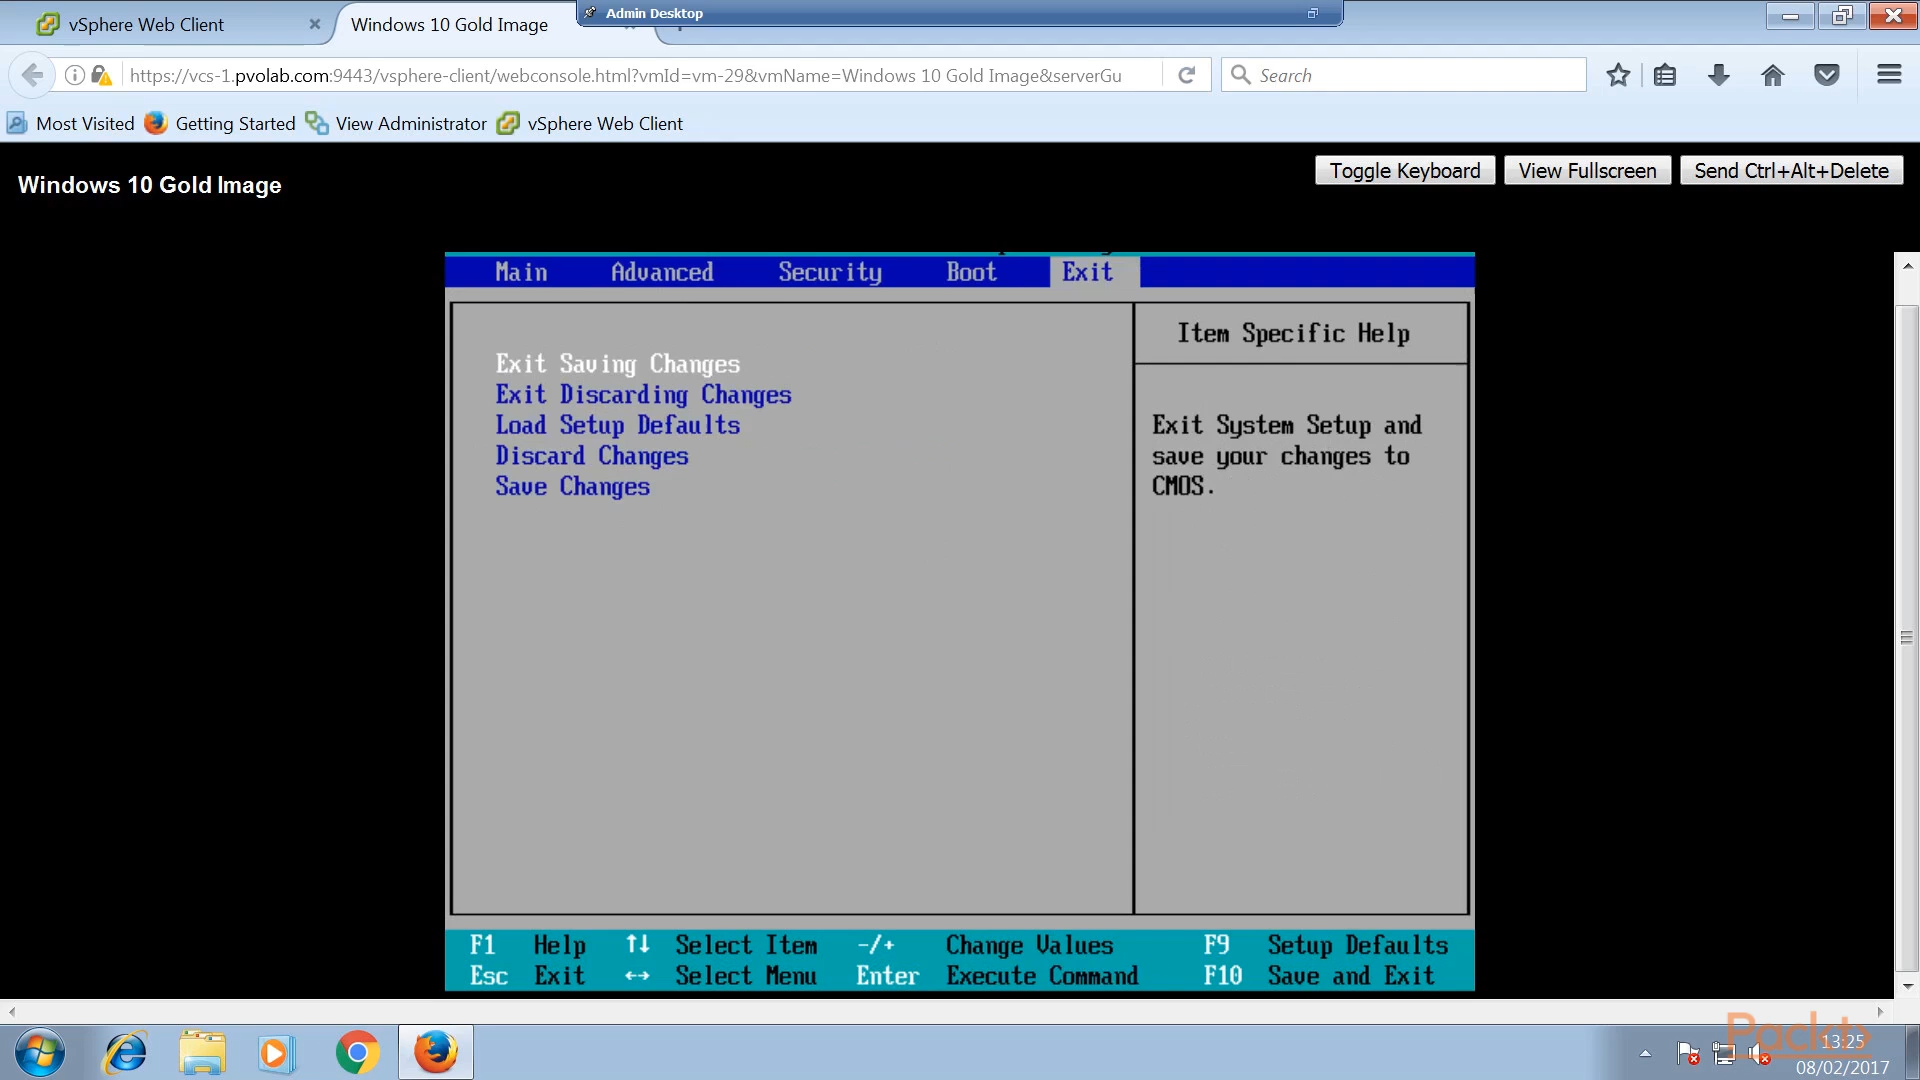 Admin Desktop
vSphere Web Client
Windows 10 Gold Image
https://vcs-1.pvolab.com:9443/vsphere-client/webconsole.html?vmId=vm-29&vmName=Windows 10 Gold Image&serverGu
Search
Most Visited Getting Started View Administrator vSphere Web Client
Windows 10 Gold Image
Toggle Keyboard View Fullscreen Send Ctrl+Alt+Delete
Main Advanced Security Boot Exit
Item Specific Help
Exit Saving Changes
Exit Discarding Changes
Load Setup Defaults
Discard Changes
Save Changes
Exit System Setup and
save your changes to
CMOS.
F1 Help ↑↓ Select Item -/+ Change Values F9 Setup Defaults
Esc Exit ↔ Select Menu Enter Execute Command F10 Save and Exit
Packt>
13:25
08/02/2017